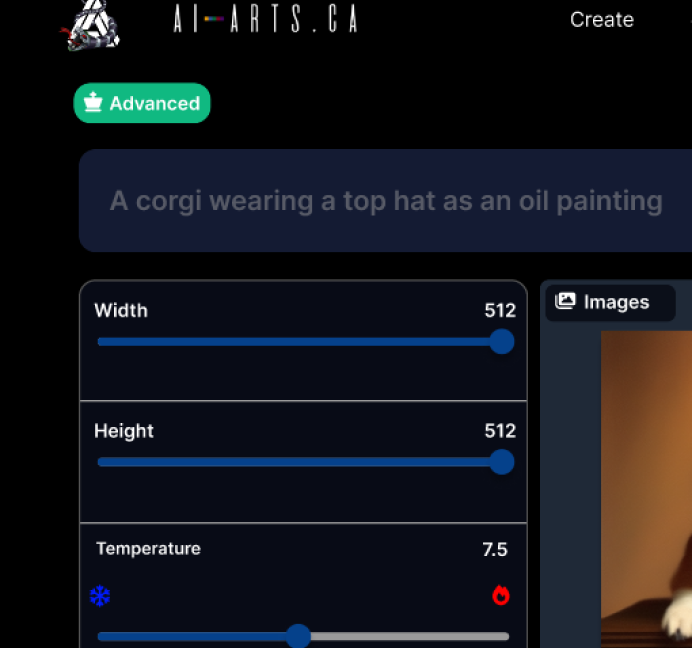 AI-ARTS.CA
Create
Advanced
A corgi wearing a top hat as an oil painting
Width 512
Images
Height 512
Temperature 7.5